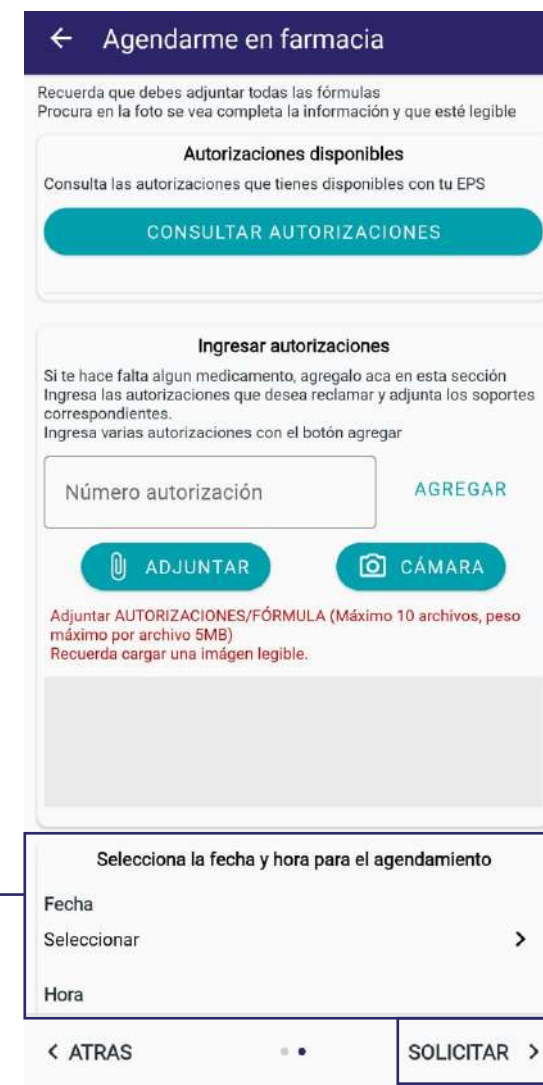 Agendarme en farmacia
Recuerda que debes adjuntar todas las fórmulas
Procura en la foto se vea completa la información y que esté legible
Autorizaciones disponibles
Consulta las autorizaciones que tienes disponibles con tu EPS
CONSULTAR AUTORIZACIONES
Ingresar autorizaciones
Si te hace falta algun medicamento, agregalo aca en esta sección
Ingresa las autorizaciones que desea reclamar y adjunta los soportes
correspondientes.
Ingresa varias autorizaciones con el botón agregar
Número autorización
AGREGAR
ADJUNTAR
CÁMARA
Adjuntar AUTORIZACIONES/FÓRMULA (Máximo 10 archivos, peso
máximo por archivo 5MB)
Recuerda cargar una imágen legible.
Selecciona la fecha y hora para el agendamiento
Fecha
Seleccionar
Hora
ATRAS
SOLICITAR